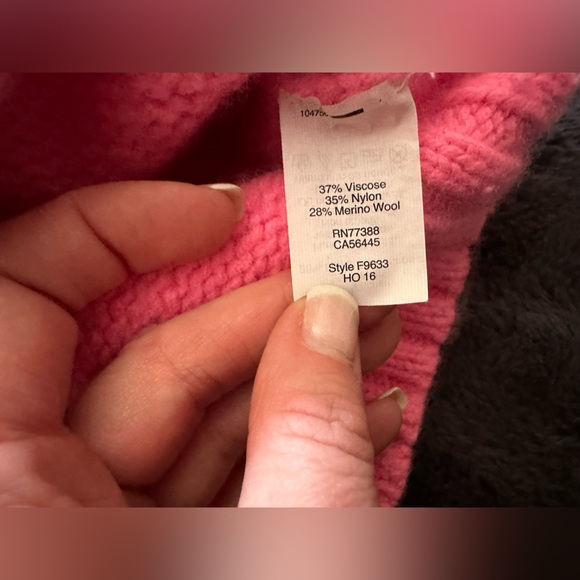 37% Viscose
35% Nylon
28% Merino Wool
RN77388
CA56445
Style F9633
HO 16